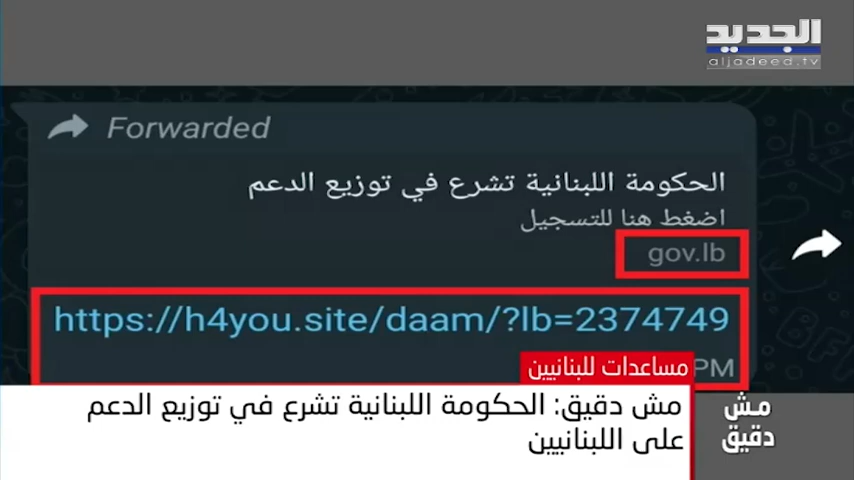 الجديد
aljadeed.tv
Forwarded
الحكومة اللبنانية تشرع في توزيع الدعم
اضغط هنا للتسجيل
gov.lb
https://h4you.site/daam/?lb=2374749
PM
مساعدات للبنانيين
مش دقيق: الحكومة اللبنانية تشرع في توزيع الدعم
على اللبنانيين
مش
دقيق